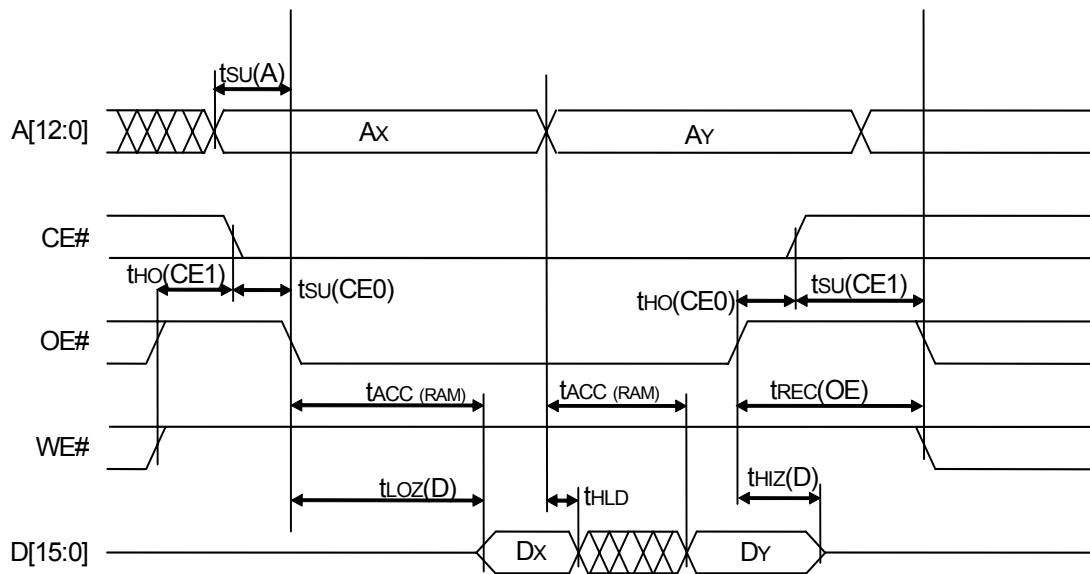 tSU(A)
A[12:0]
AX
AY
CE#
tHO(CE1)
tSU(CE0)
tHO(CE0)
tSU(CE1)
OE#
tACC (RAM)
tACC (RAM)
tREC(OE)
WE#
tLOZ(D)
tHLD
tHIZ(D)
D[15:0]
DX
DY